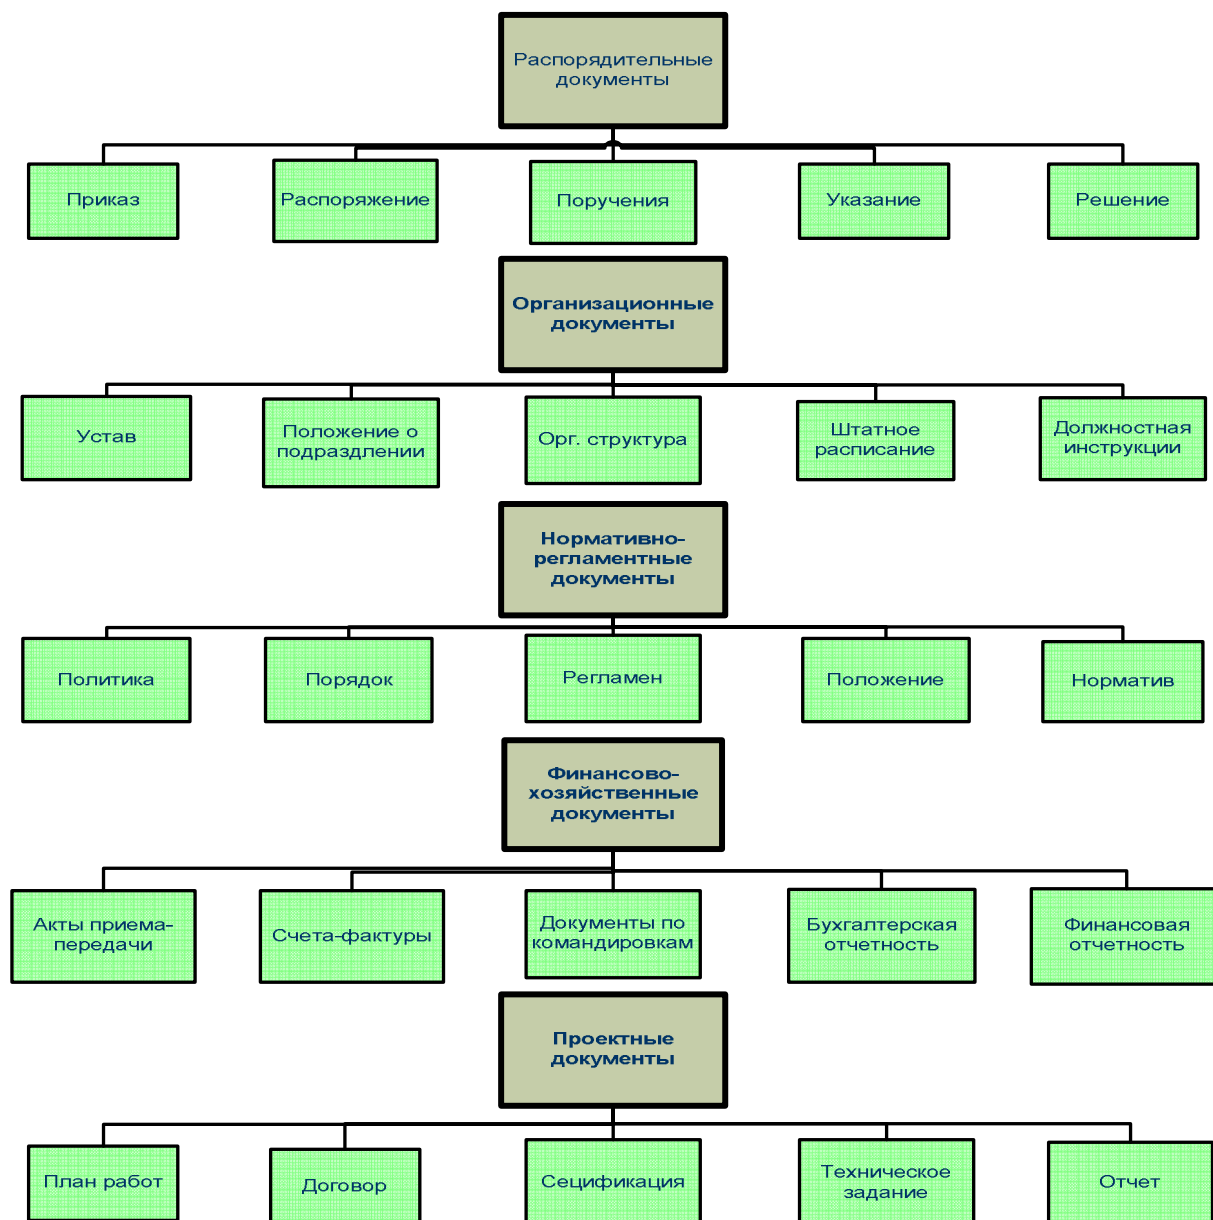 Распорядительные
документы
Приказ
Распоряжение
Поручения
Указание
Решение
Организационные
документы
Устав
Положение о
подраздлении
Орг. структура
Штатное
расписание
Должностная
инструкции
Нормативно-
регламентные
документы
Политика
Порядок
Регламен
Положение
Норматив
Финансово-
хозяйственные
документы
Акты приема-
передачи
Счета-фактуры
Документы по
командировкам
Бухгалтерская
отчетность
Финансовая
отчетность
Проектные
документы
План работ
Договор
Сецификация
Техническое
задание
Отчет